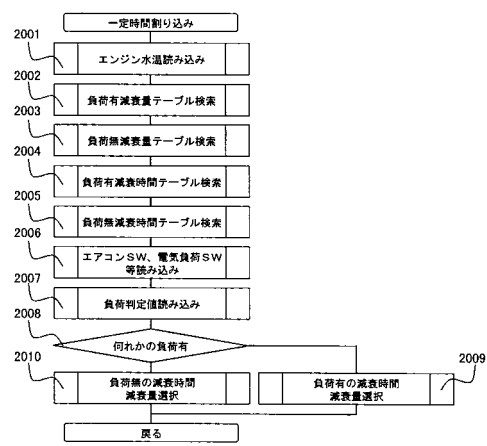 一定時間割り込み
2001
エンジン水温読み込み
2002
負荷有減衰量テーブル検索
2003
負荷無減衰量テーブル検索
2004
負荷有減衰時間テーブル検索
2005
負荷無減衰時間テーブル検索
2006
エアコンSW、電気負荷SW
等読み込み
2007
負荷判定値読み込み
2008
何れかの負荷有
2010
負荷無の減衰時間
減衰量選択
2009
負荷有の減衰時間
減衰量選択
戻る